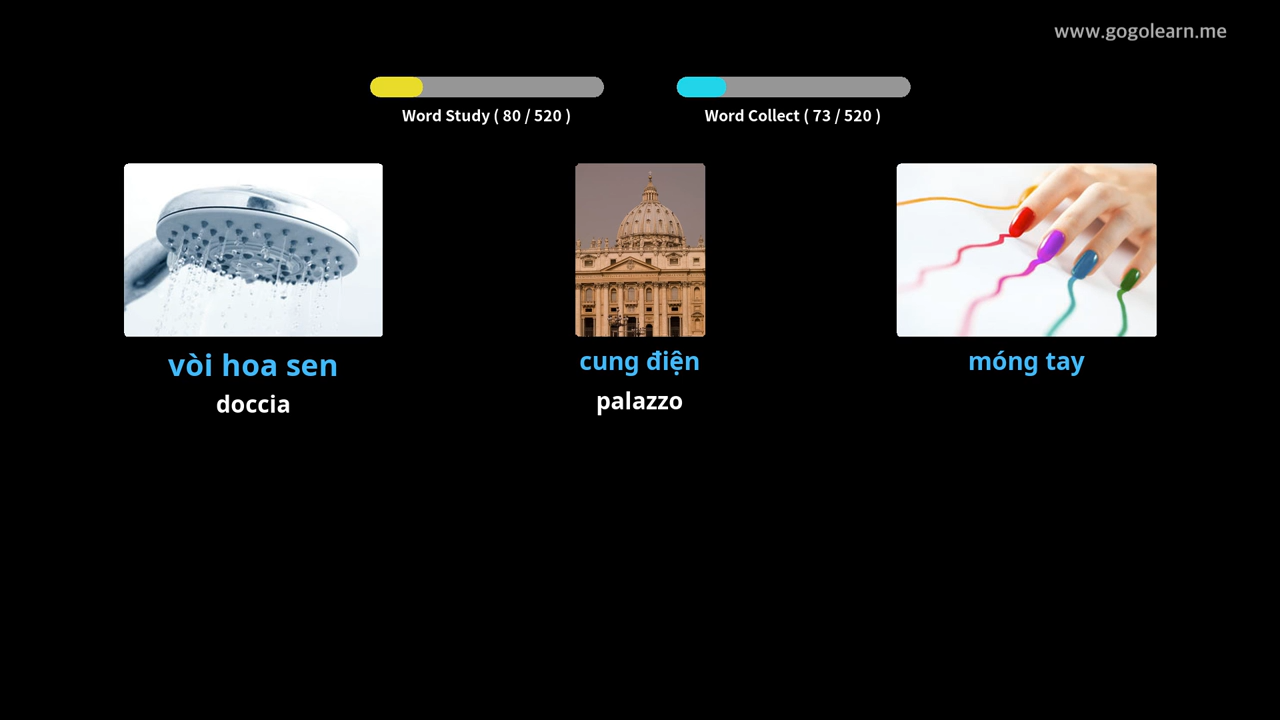 www.gogolearn.me
Word Study ( 80 / 520 )
Word Collect ( 73 / 520 )
vòi hoa sen
cung điện
móng tay
doccia
palazzo